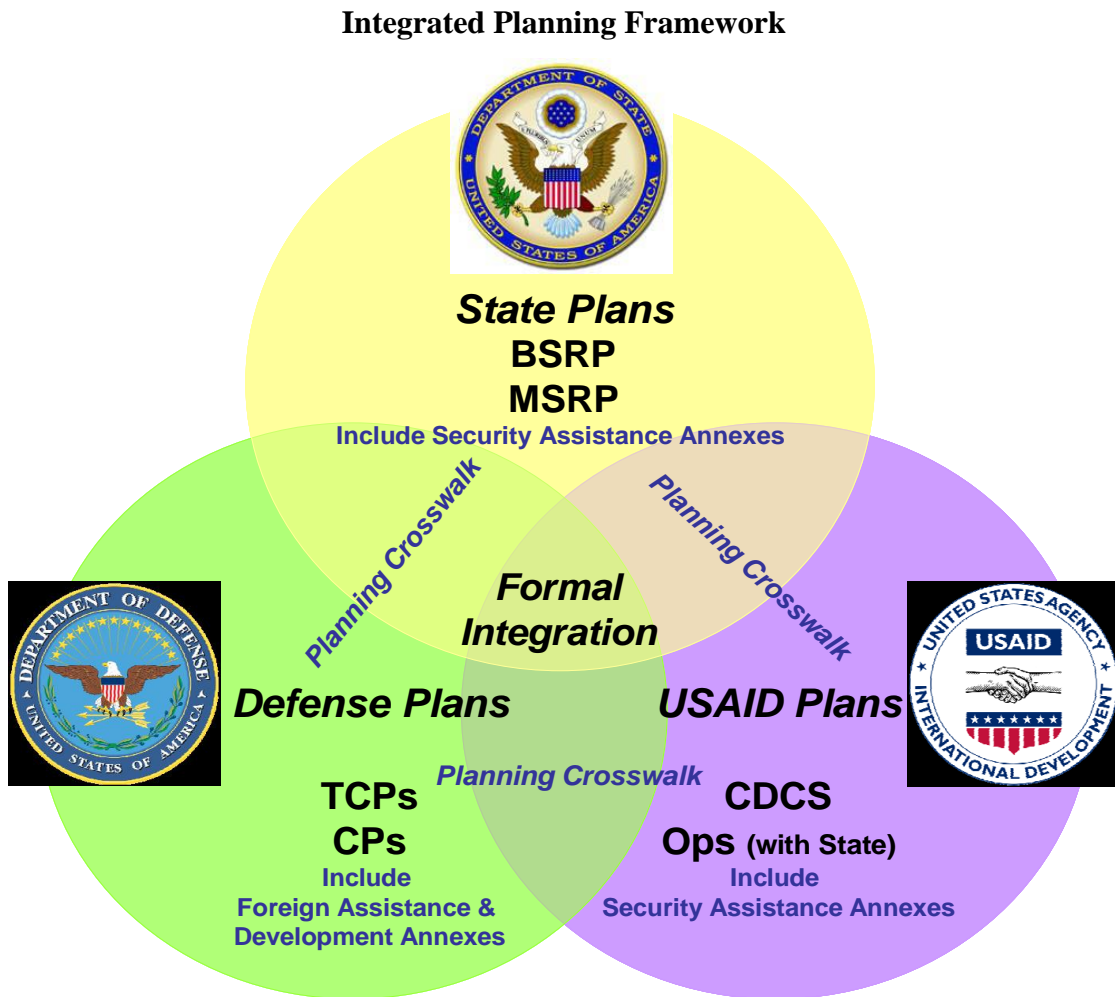 Integrated Planning Framework
DEPARTMENT OF STATE
E PLURIBUS UNUM
UNITED STATES OF AMERICA
State Plans
BSRP
MSRP
Include Security Assistance Annexes
Planning Crosswalk
Planning Crosswalk
Formal
Integration
DEPARTMENT OF DEFENSE
UNITED STATES OF AMERICA
UNITED STATES AGENCY
USAID
INTERNATIONAL DEVELOPMENT
Defense Plans
USAID Plans
Planning Crosswalk
TCPs
CPs
Include
Foreign Assistance &
Development Annexes
CDCS
Ops (with State)
Include
Security Assistance Annexes